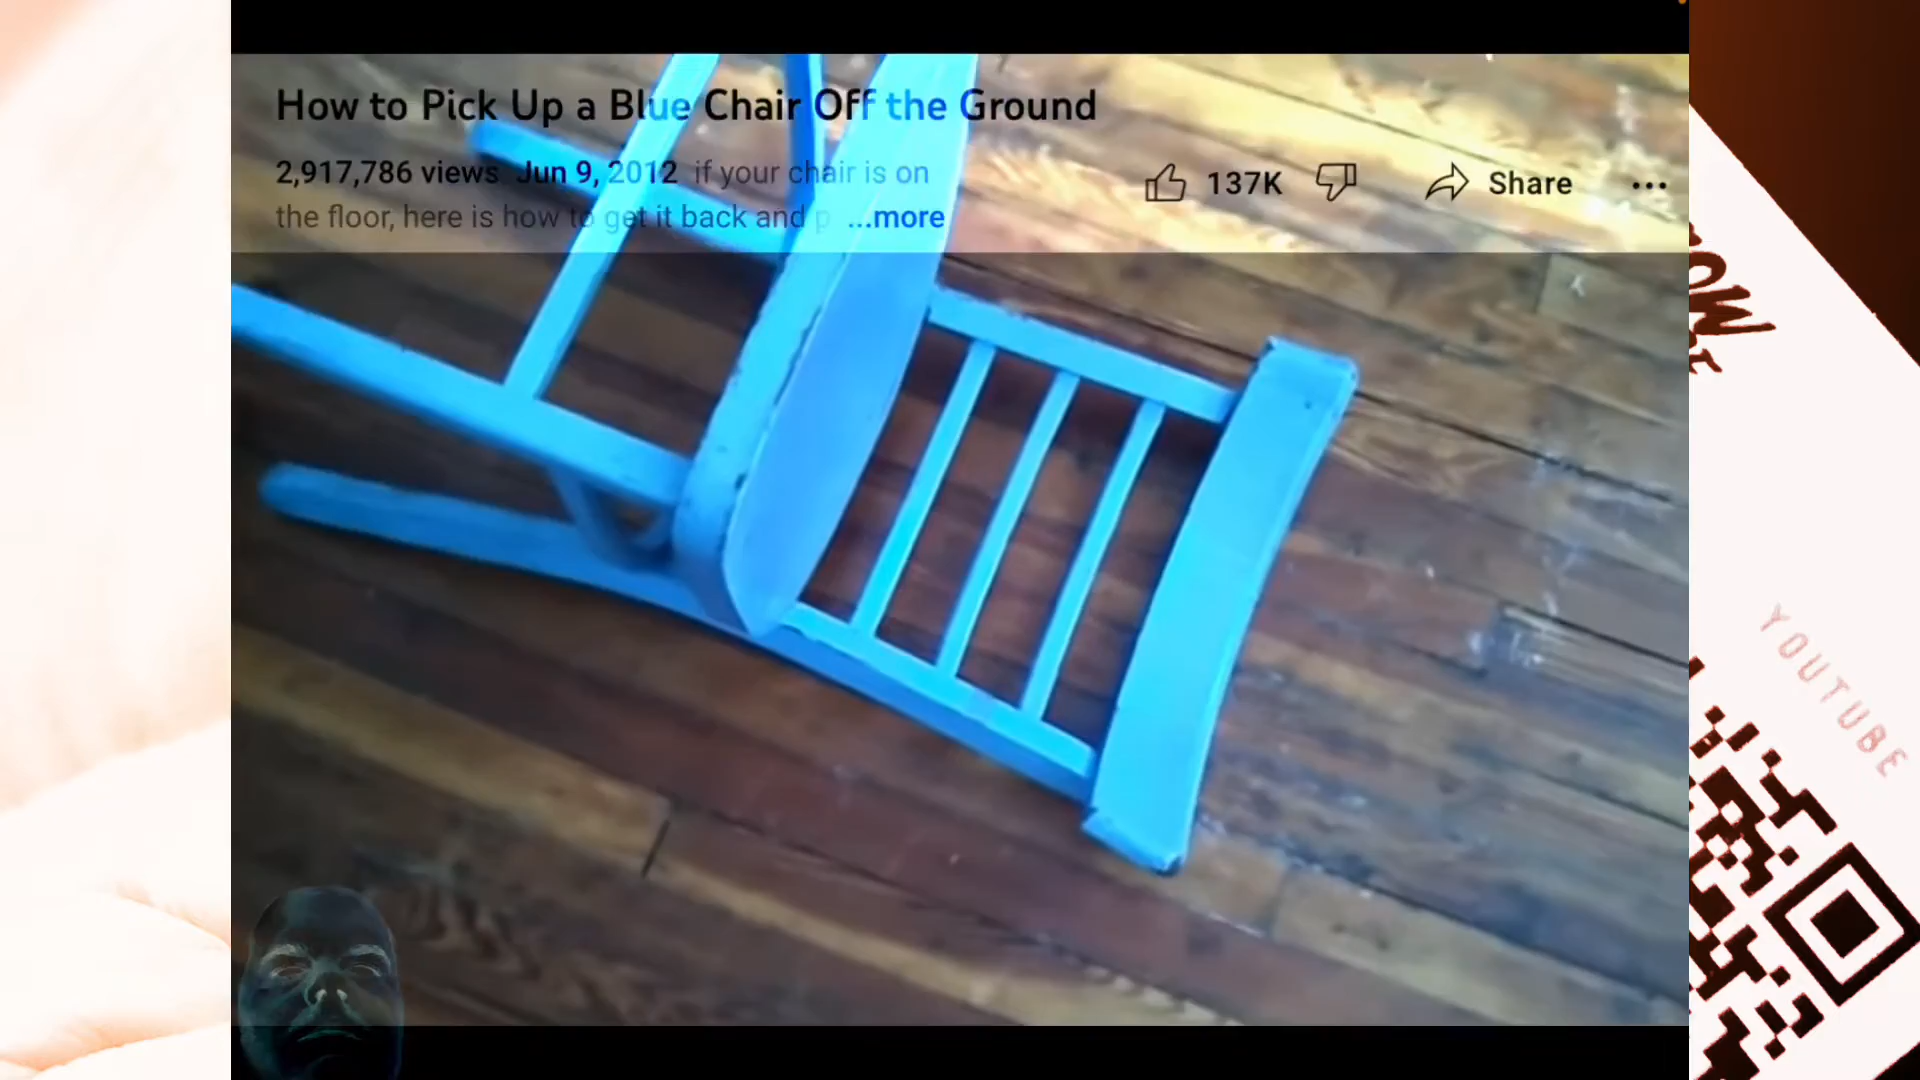 How to Pick Up a Blue Chair Off the Ground
2,917,786 views Jun 9, 2012 if your chair is on
the floor, here is how to get it back and p ...more
137K
Share
YOUTUBE